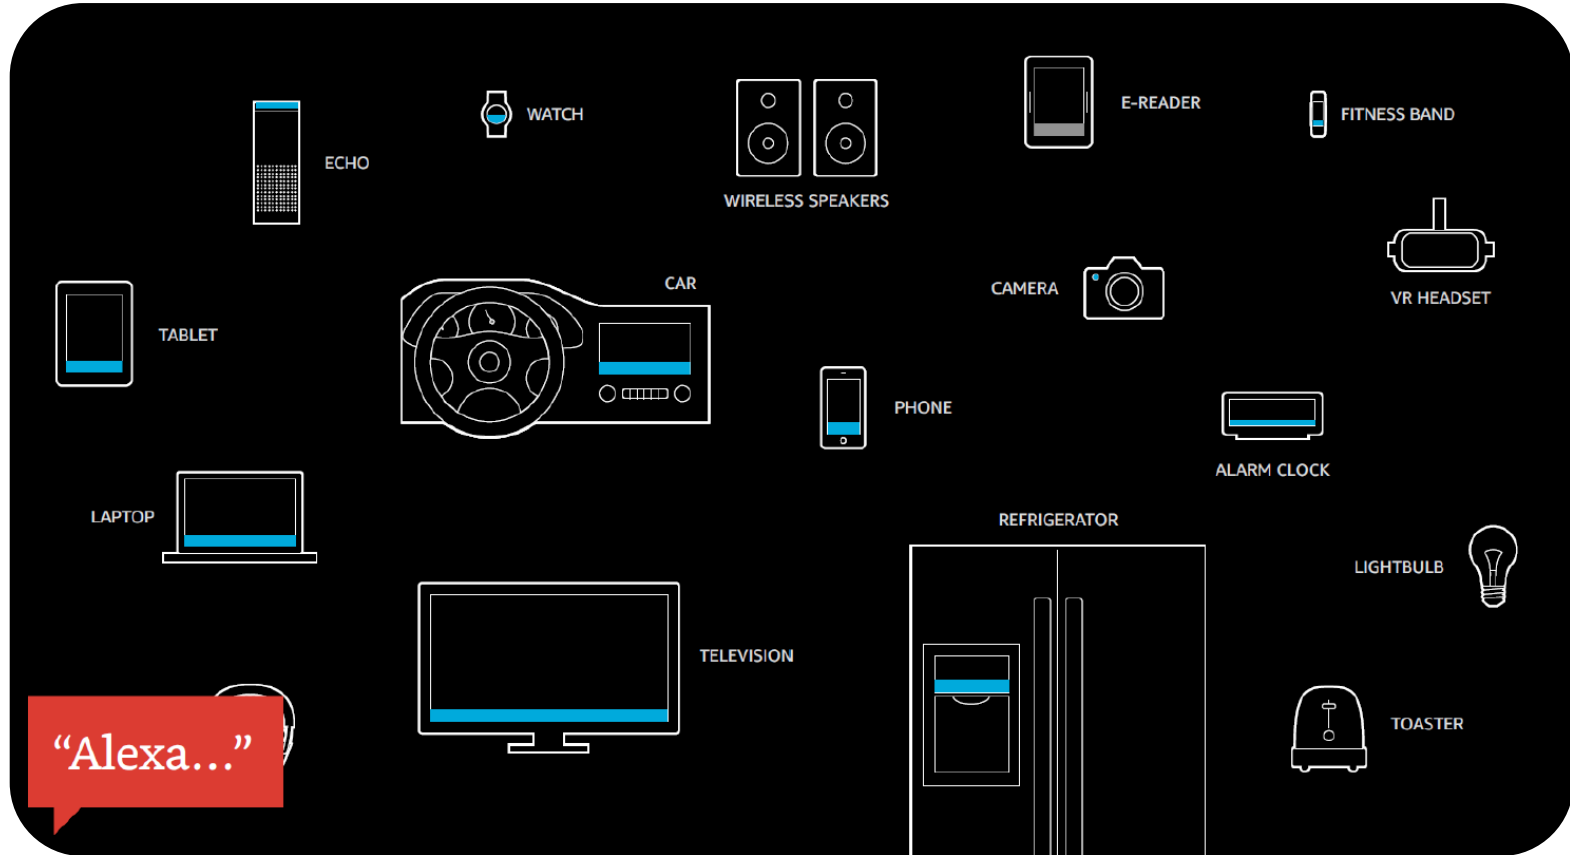 WATCH
E-READER
FITNESS BAND
ECHO
WIRELESS SPEAKERS
CAR
CAMERA
VR HEADSET
TABLET
PHONE
ALARM CLOCK
LAPTOP
REFRIGERATOR
LIGHTBULB
TELEVISION
TOASTER
“Alexa...”